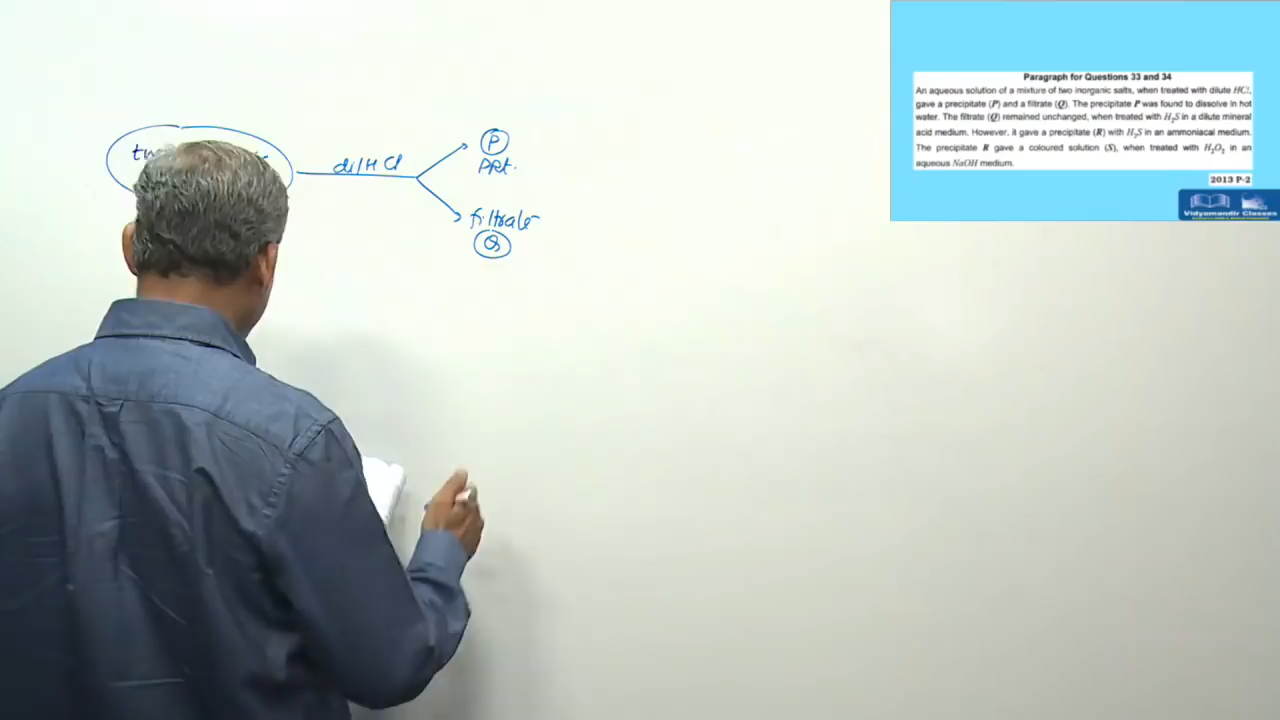 Paragraph for Questions 33 and 34
An aqueous solution of a mixture of two inorganic salts, when treated with dilute HCl,
gave a precipitate (P) and a filtrate (Q). The precipitate P was found to dissolve in hot
water. The filtrate (Q) remained unchanged, when treated with H₂S in a dilute mineral
acid medium. However, it gave a precipitate (R) with H₂S in an ammoniacal medium.
The precipitate R gave a coloured solution (S), when treated with H₂O₂ in an
aqueous NaOH medium.
2013 P-2
Vidyamandir Classes
dil HCl
P
PPt.
filtrate
Q